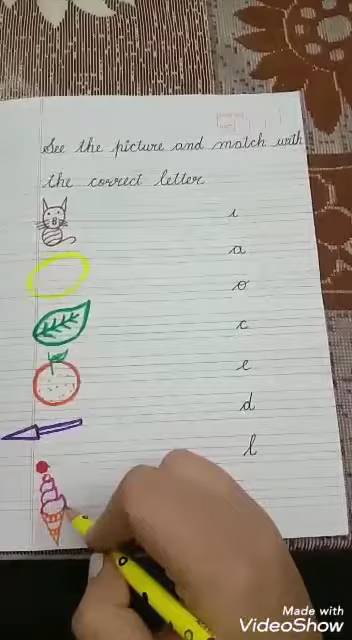 See the picture and match with
the correct letter
i
a
o
c
e
d
l
Made with
VideoShow